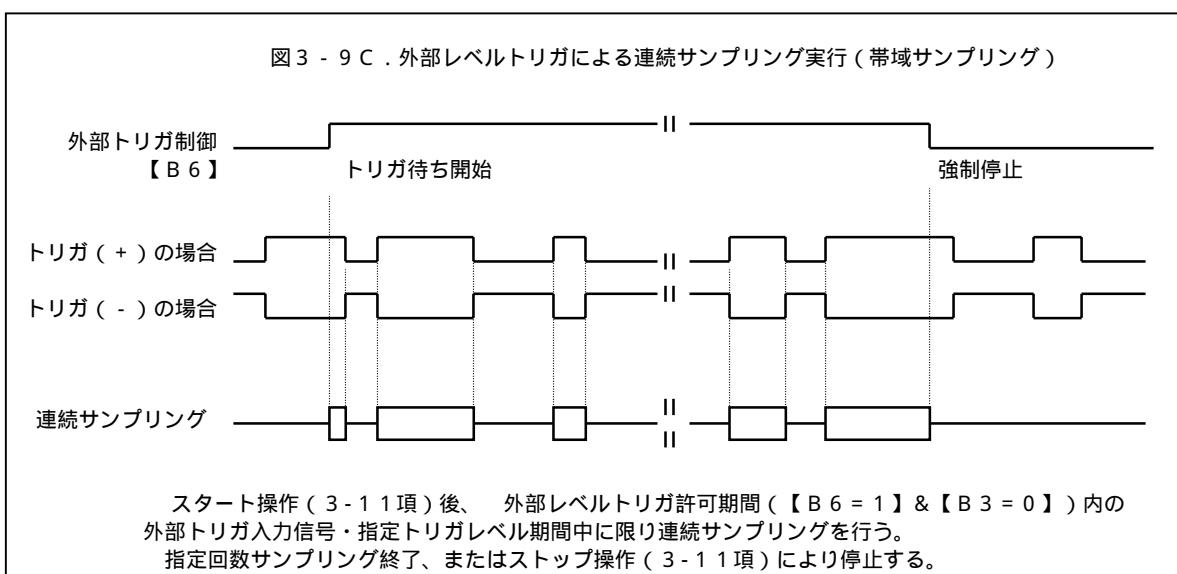 図3-9C.外部レベルトリガによる連続サンプリング実行(帯域サンプリング)
外部トリガ制御
【B6】
トリガ待ち開始
強制停止
トリガ(+)の場合
トリガ(-)の場合
連続サンプリング
スタート操作(3-11項)後、 外部レベルトリガ許可期間(【B6=1】&【B3=0】)内の
外部トリガ入力信号・指定トリガレベル期間中に限り連続サンプリングを行う。
指定回数サンプリング終了、またはストップ操作(3-11項)により停止する。